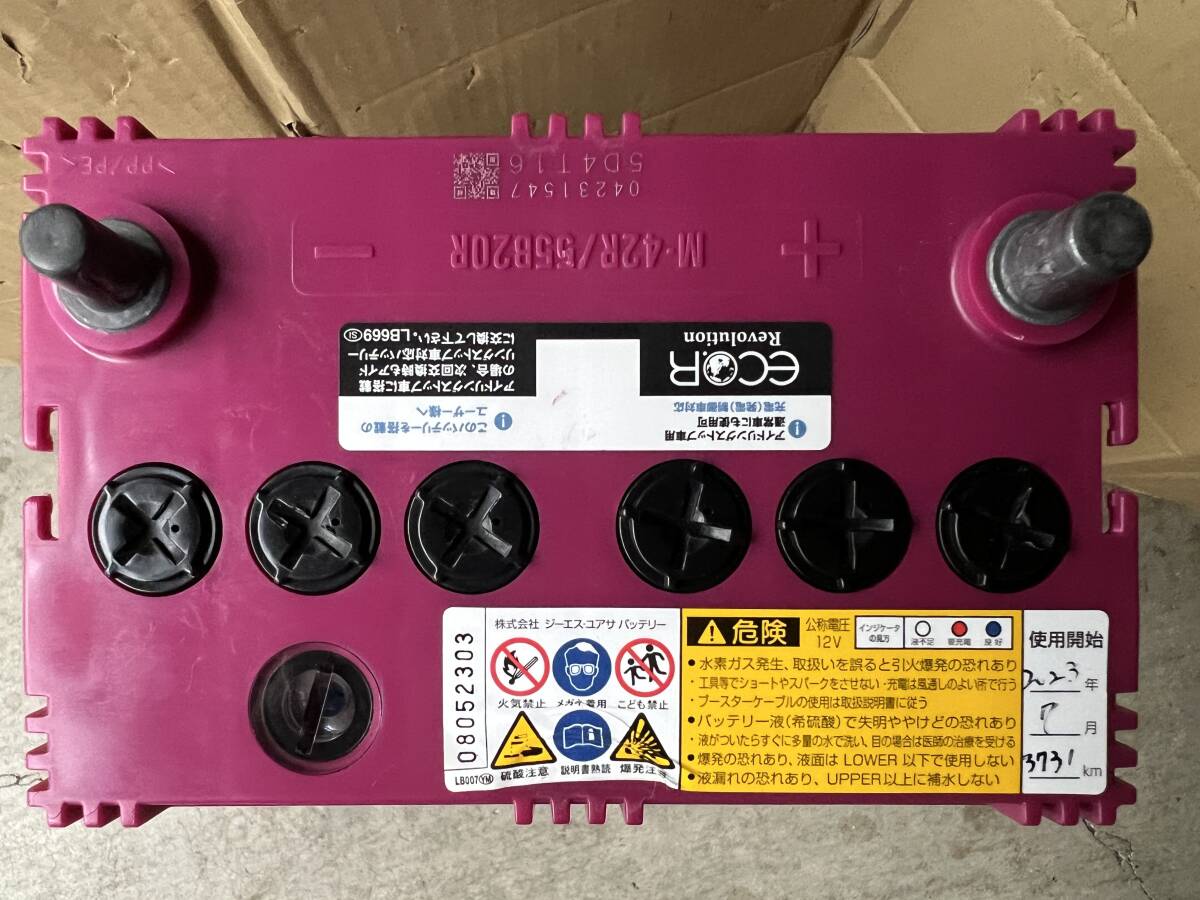 >PP/PE<
04231547
5D4T16
M-42R/55B20R
ECO.R
Revolution
アイドリングストップ車に搭載
の場合、次回交換時もアイド
リングストップ車対応バッテリー
に交換して下さい。LB669 SI
アイドリングストップ車用
通常車にも使用可
充電(発電)制御車対応
このバッテリーを搭載の
ユーザー様へ
08052303
株式会社 ジーエス・ユアサ バッテリー
火気禁止 メガネ着用 こども禁止
硫酸注意 説明書熟読 爆発注意
LB007 YM
危険
公称電圧
12V
インジケータ
の見方
液不足 要充電 良好
●水素ガス発生、取扱いを誤ると引火爆発の恐れあり
・工具等でショートやスパークをさせない・充電は風通しのよい所で行う
・ブースターケーブルの使用は取扱説明書に従う
●バッテリー液(希硫酸)で失明ややけどの恐れあり
・液がついたらすぐに多量の水で洗い、目の場合は医師の治療を受ける
●爆発の恐れあり、液面は LOWER 以下で使用しない
●液漏れの恐れあり、UPPER以上に補水しない
使用開始
2023年
7月
3731km